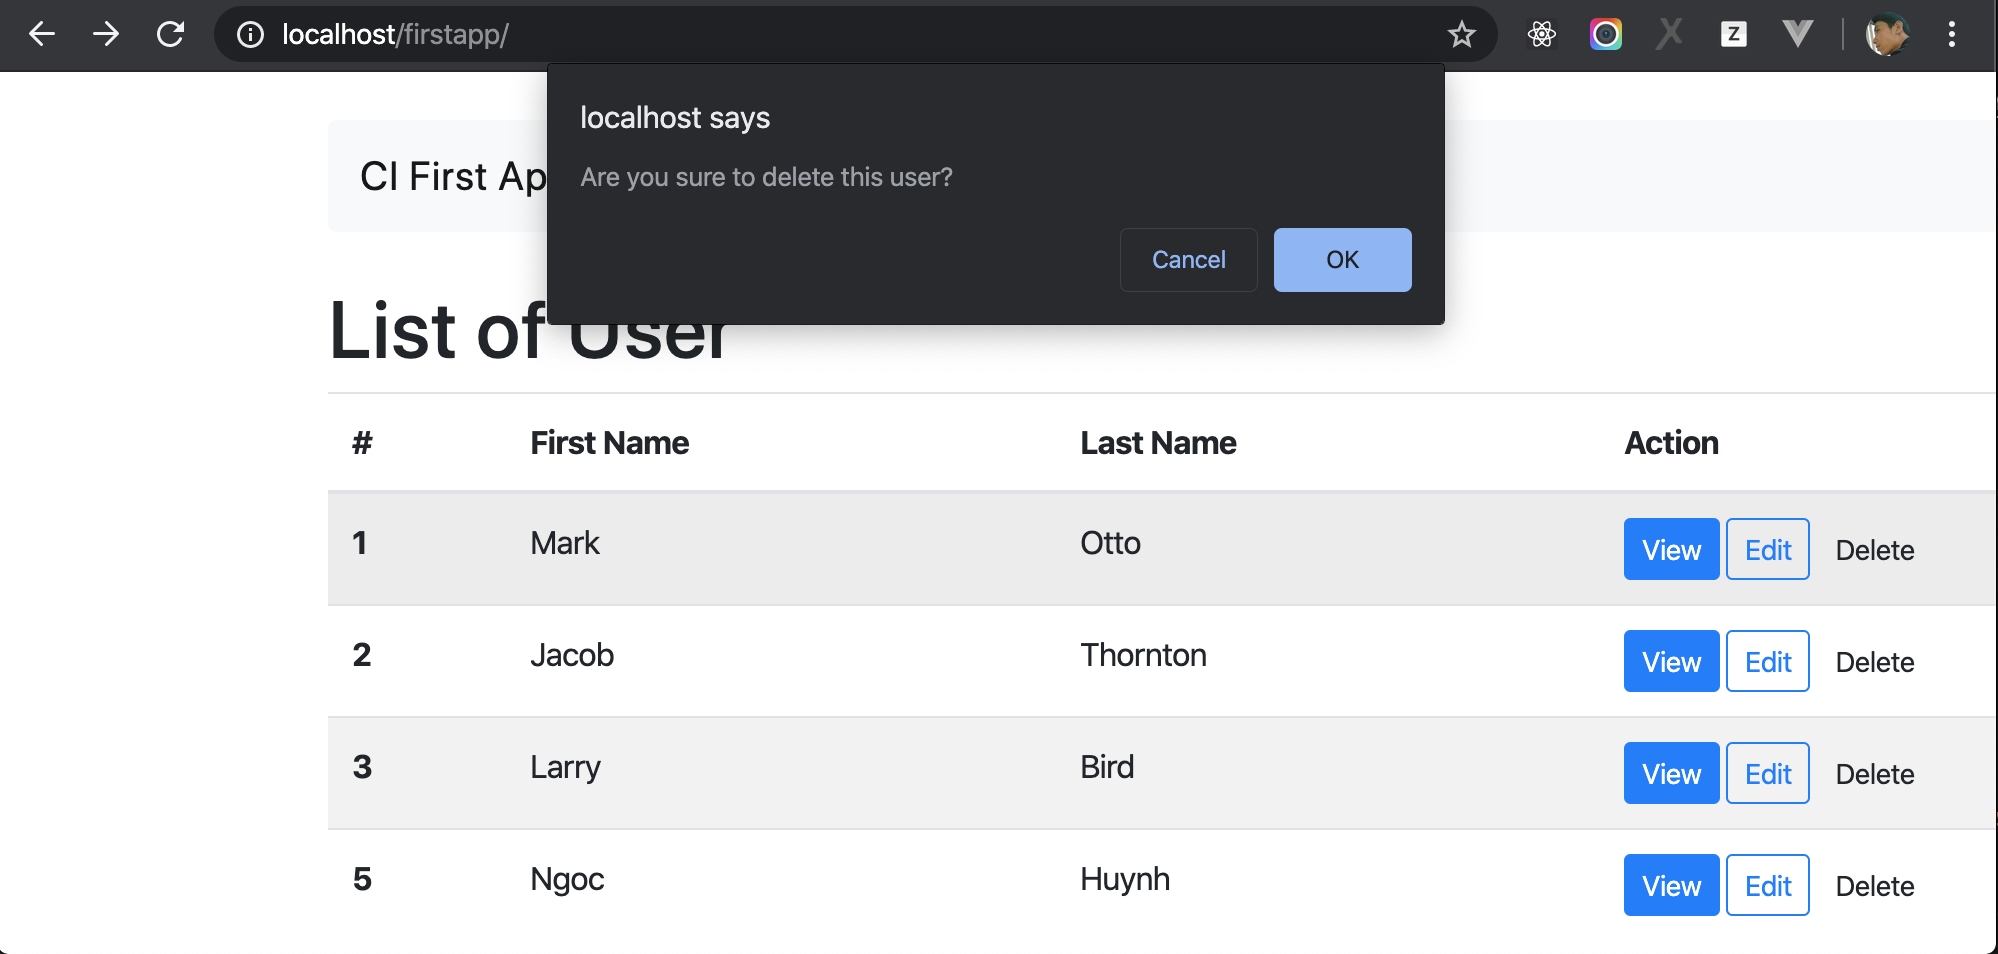 localhost/firstapp/
Z
localhost says
Are you sure to delete this user?
Cancel OK
CI First Ap
List of User
# First Name Last Name Action
1 Mark Otto View Edit Delete
2 Jacob Thornton View Edit Delete
3 Larry Bird View Edit Delete
5 Ngoc Huynh View Edit Delete